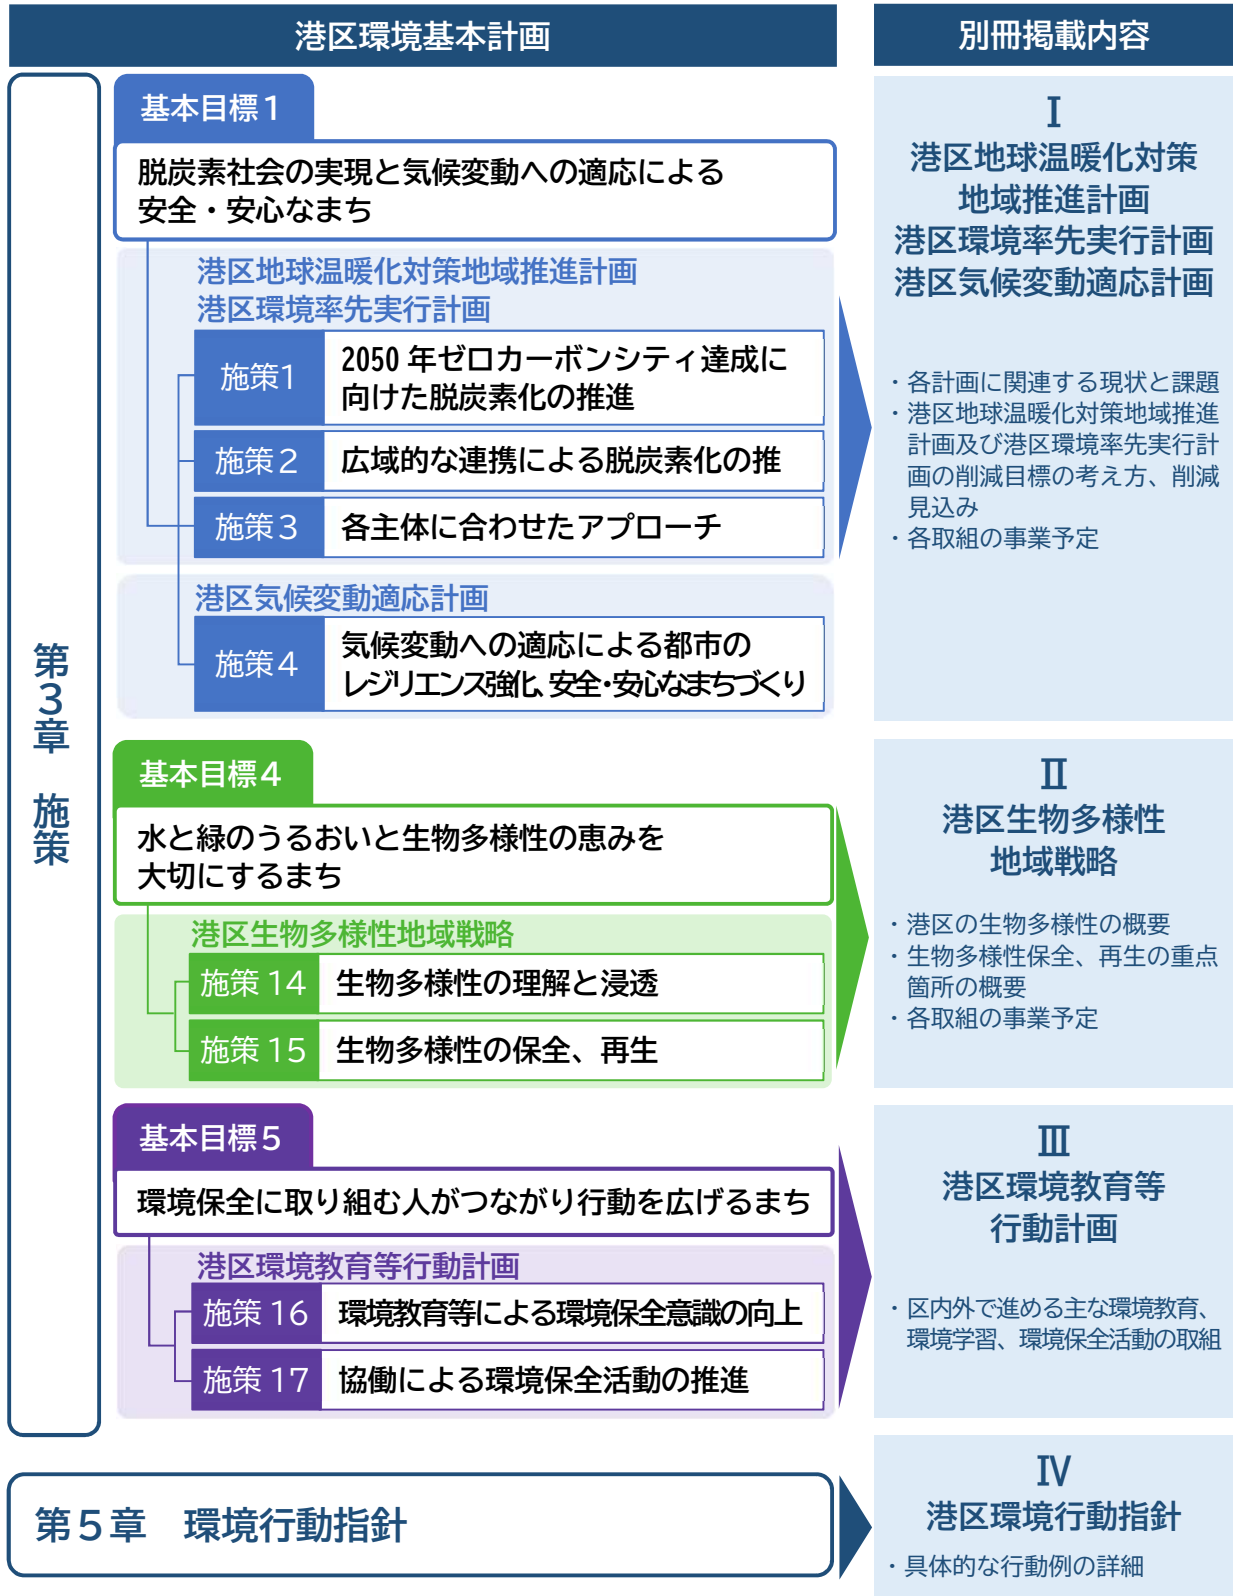 港区環境基本計画
別冊掲載内容
第3章　施策
基本目標1
脱炭素社会の実現と気候変動への適応による
安全・安心なまち
港区地球温暖化対策地域推進計画
港区環境率先実行計画
施策1
2050 年ゼロカーボンシティ達成に
向けた脱炭素化の推進
施策2
広域的な連携による脱炭素化の推
施策3
各主体に合わせたアプローチ
港区気候変動適応計画
施策4
気候変動への適応による都市の
レジリエンス強化、安全・安心なまちづくり
Ⅰ
港区地球温暖化対策
地域推進計画
港区環境率先実行計画
港区気候変動適応計画
・各計画に関連する現状と課題
・港区地球温暖化対策地域推進
計画及び港区環境率先実行計
画の削減目標の考え方、削減
見込み
・各取組の事業予定
基本目標4
水と緑のうるおいと生物多様性の恵みを
大切にするまち
港区生物多様性地域戦略
施策 14
生物多様性の理解と浸透
施策 15
生物多様性の保全、再生
Ⅱ
港区生物多様性
地域戦略
・港区の生物多様性の概要
・生物多様性保全、再生の重点
箇所の概要
・各取組の事業予定
基本目標5
環境保全に取り組む人がつながり行動を広げるまち
港区環境教育等行動計画
施策 16
環境教育等による環境保全意識の向上
施策 17
協働による環境保全活動の推進
Ⅲ
港区環境教育等
行動計画
・区内外で進める主な環境教育、
環境学習、環境保全活動の取組
第5章　環境行動指針
Ⅳ
港区環境行動指針
・具体的な行動例の詳細